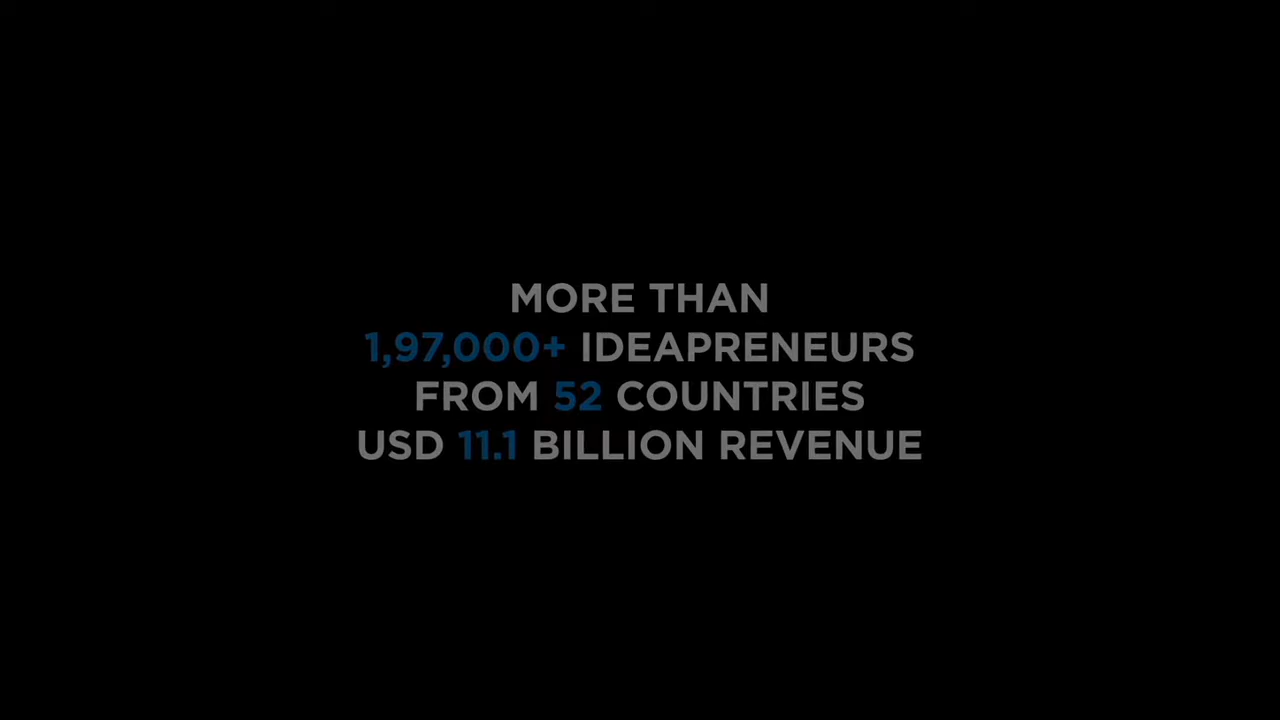 MORE THAN
1,97,000+ IDEAPRENEURS
FROM 52 COUNTRIES
USD 11.1 BILLION REVENUE